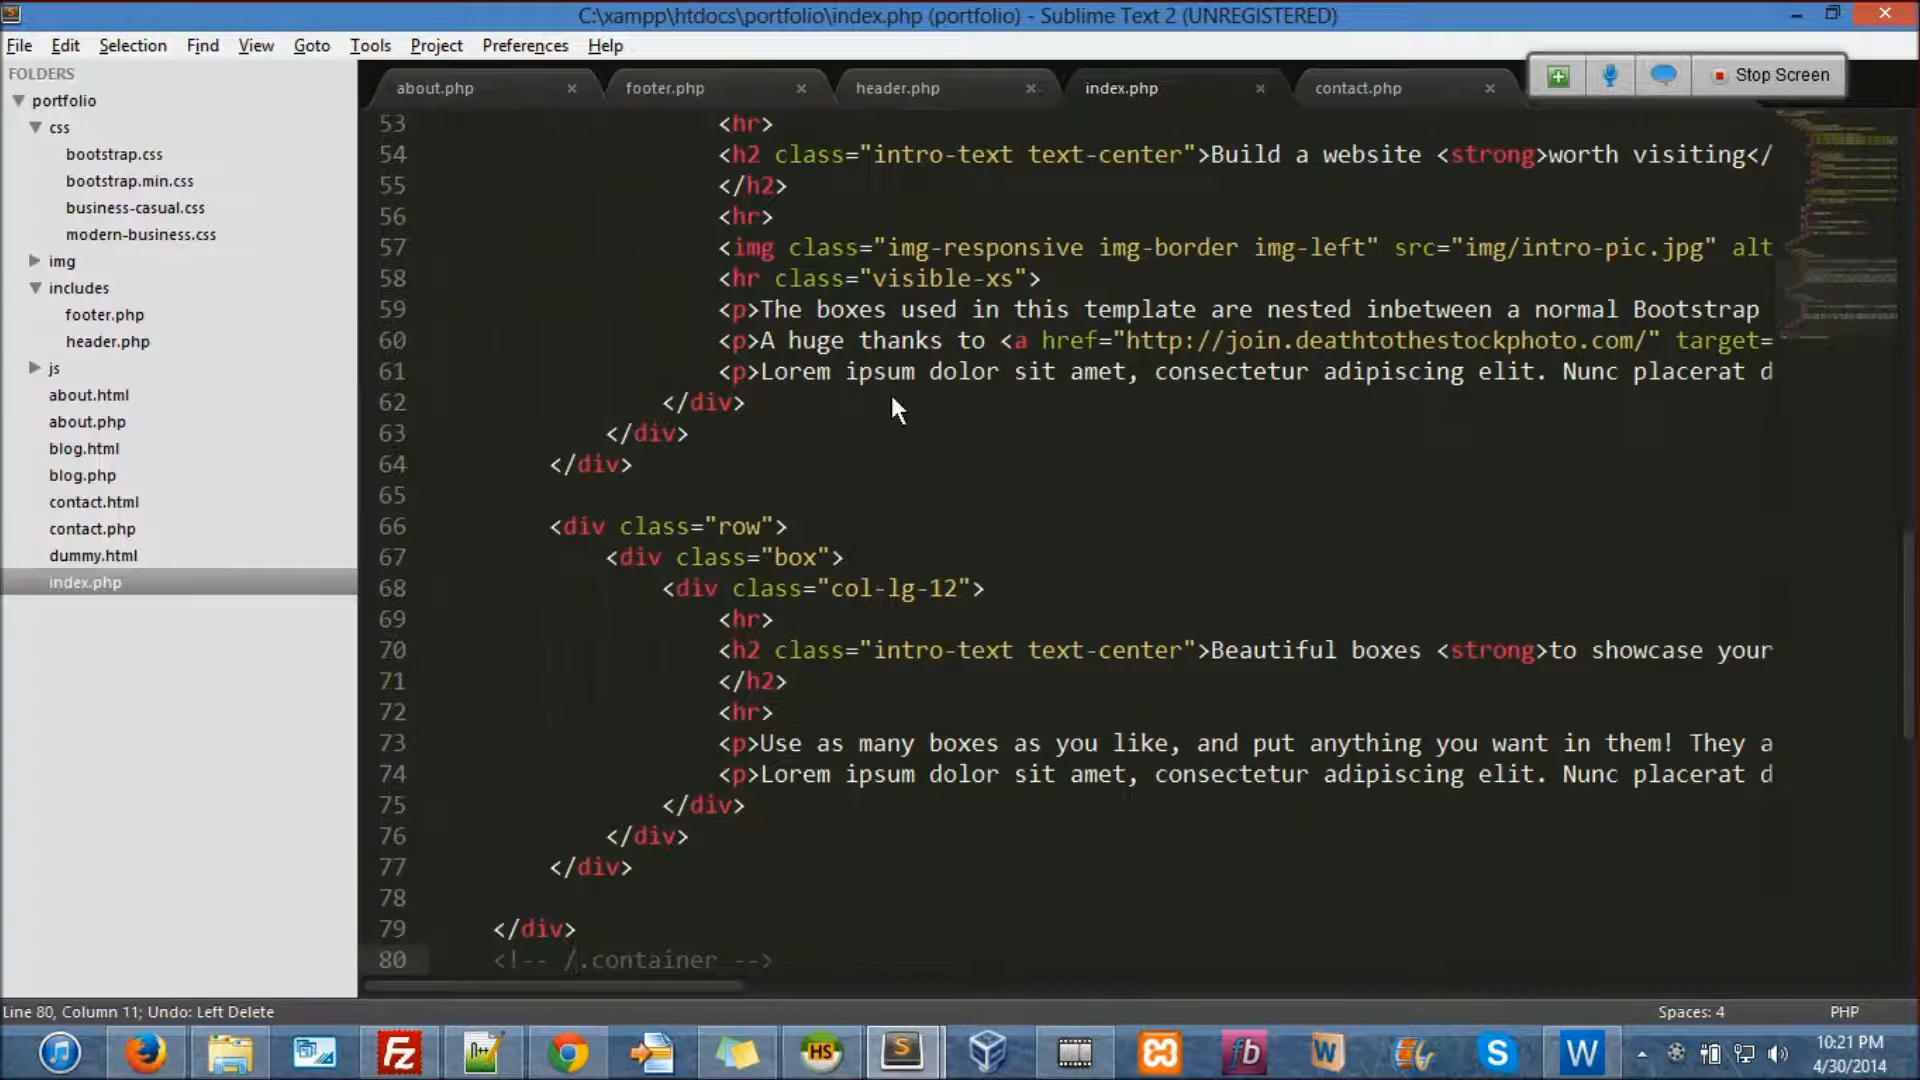 C:\xampp\htdocs\portfolio\index.php (portfolio) - Sublime Text 2 (UNREGISTERED)
File Edit Selection Find View Goto Tools Project Preferences Help
Stop Screen
FOLDERS
portfolio
css
bootstrap.css
bootstrap.min.css
business-casual.css
modern-business.css
img
includes
footer.php
header.php
js
about.html
about.php
blog.html
blog.php
contact.html
contact.php
dummy.html
index.php
about.php footer.php header.php index.php contact.php
53 <hr>
54 <h2 class="intro-text text-center">Build a website <strong>worth visiting</
55 </h2>
56 <hr>
57 <img class="img-responsive img-border img-left" src="img/intro-pic.jpg" alt
58 <hr class="visible-xs">
59 <p>The boxes used in this template are nested inbetween a normal Bootstrap
60 <p>A huge thanks to <a href="http://join.deathtothestockphoto.com/" target=
61 <p>Lorem ipsum dolor sit amet, consectetur adipiscing elit. Nunc placerat d
62 </div>
63 </div>
64 </div>
65
66 <div class="row">
67 <div class="box">
68 <div class="col-lg-12">
69 <hr>
70 <h2 class="intro-text text-center">Beautiful boxes <strong>to showcase your
71 </h2>
72 <hr>
73 <p>Use as many boxes as you like, and put anything you want in them! They a
74 <p>Lorem ipsum dolor sit amet, consectetur adipiscing elit. Nunc placerat d
75 </div>
76 </div>
77 </div>
78
79 </div>
80 <!-- /.container -->
Line 80, Column 11; Undo: Left Delete
Spaces: 4 PHP
10:21 PM
4/30/2014